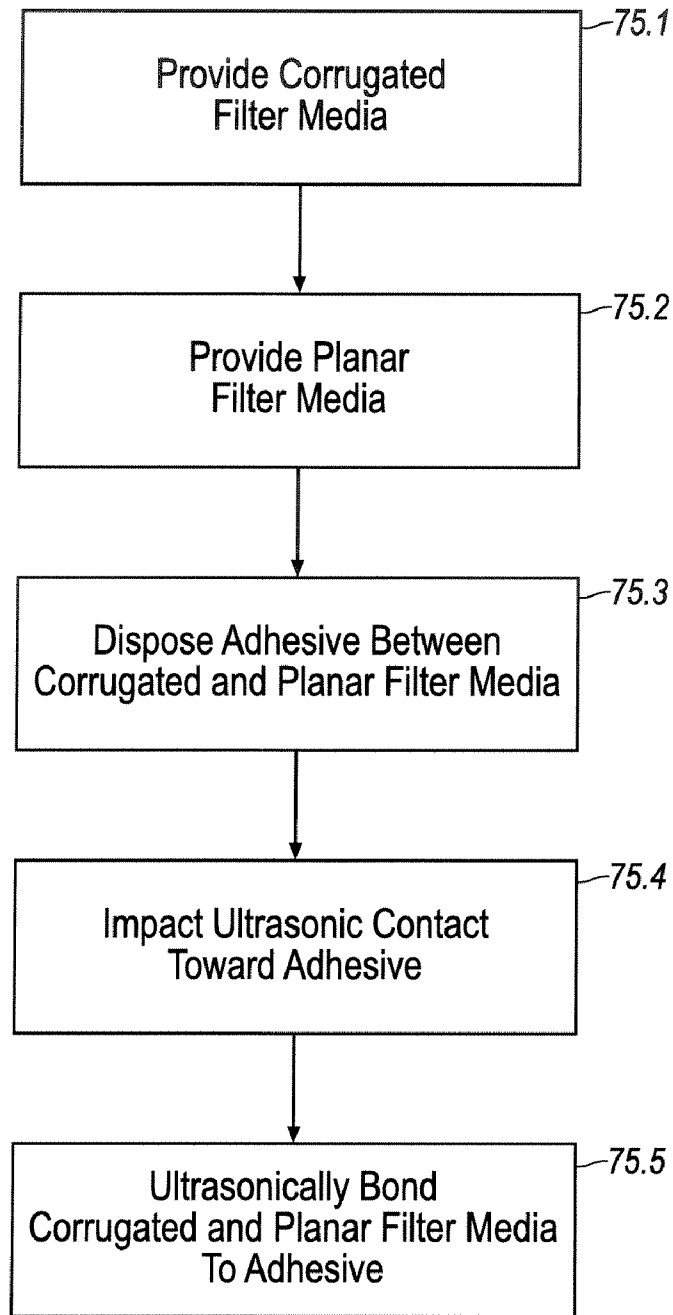 75.1
Provide Corrugated
Filter Media
75.2
Provide Planar
Filter Media
75.3
Dispose Adhesive Between
Corrugated and Planar Filter Media
75.4
Impact Ultrasonic Contact
Toward Adhesive
75.5
Ultrasonically Bond
Corrugated and Planar Filter Media
To Adhesive